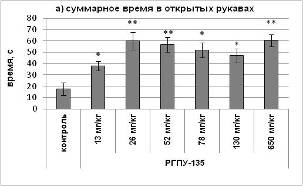 а) суммарное время в открытых рукавах
время, с
80
70
60
50
40
30
20
10
0
*
**
**
*
*
**
контроль
13 мг/кг
26 мг/кг
52 мг/кг
78 мг/кг
130 мг/кг
650 мг/кг
РГПУ-135